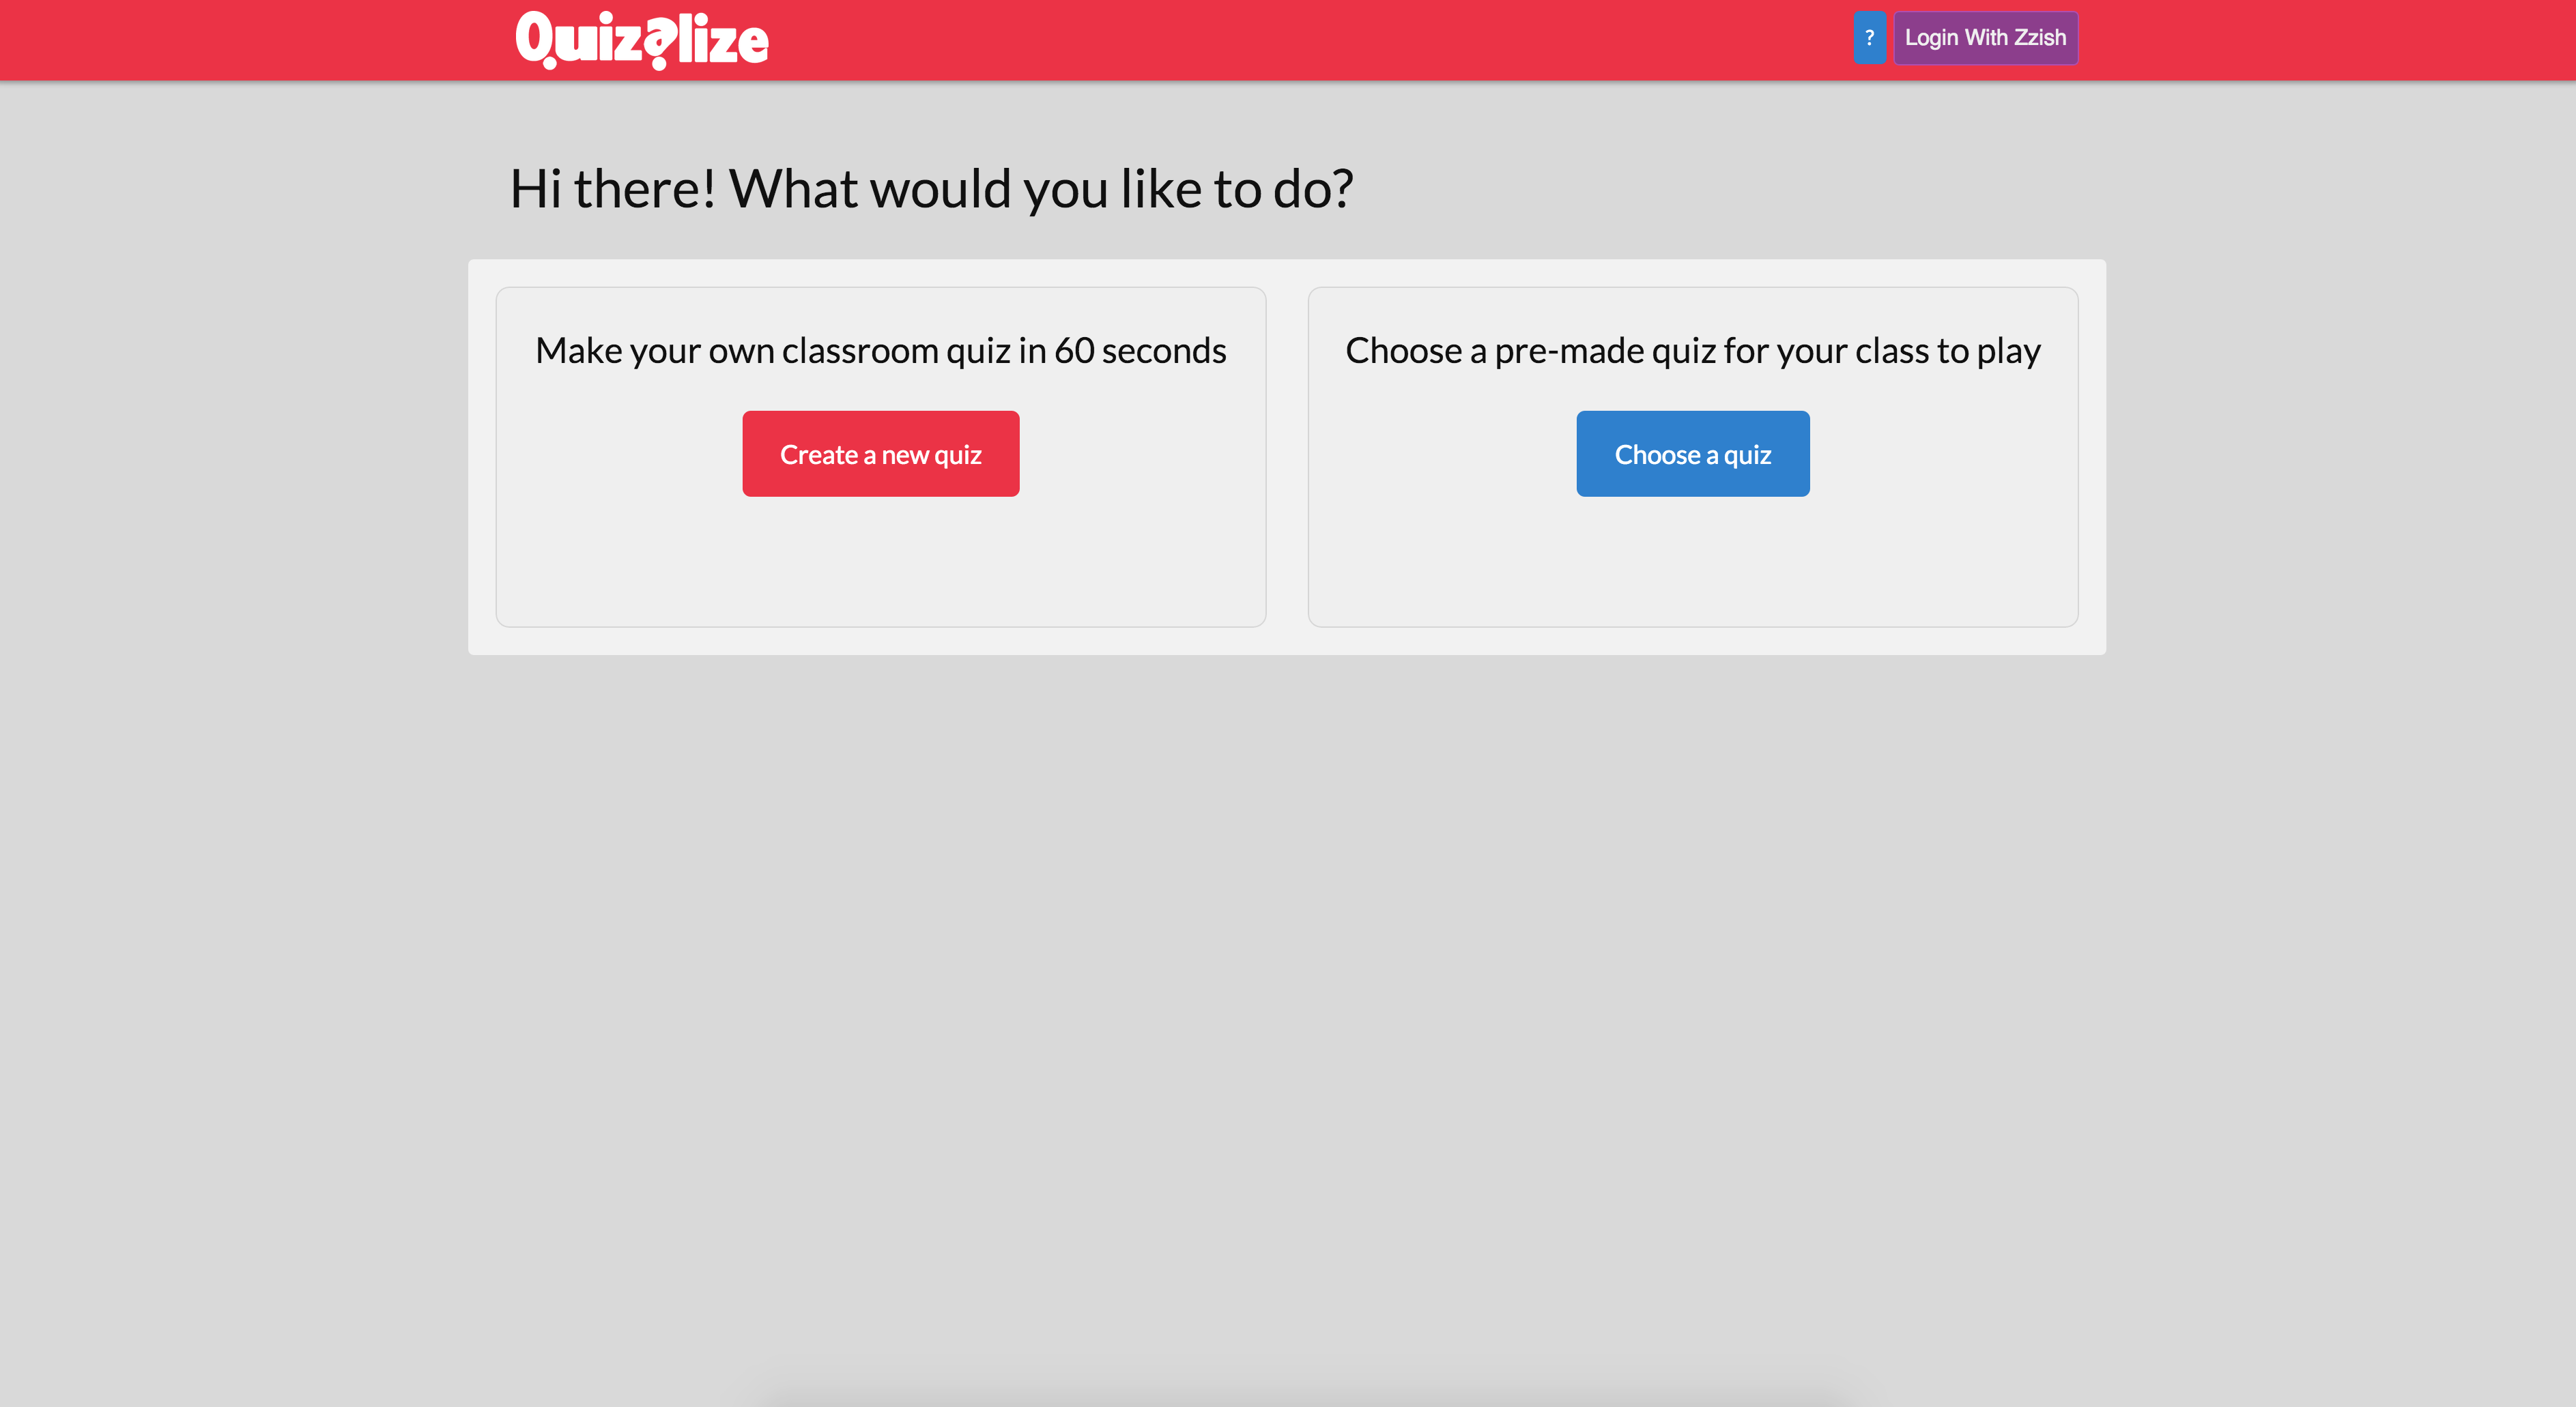 Quizalize
? Login With Zzish
Hi there! What would you like to do?
Make your own classroom quiz in 60 seconds
Create a new quiz
Choose a pre-made quiz for your class to play
Choose a quiz